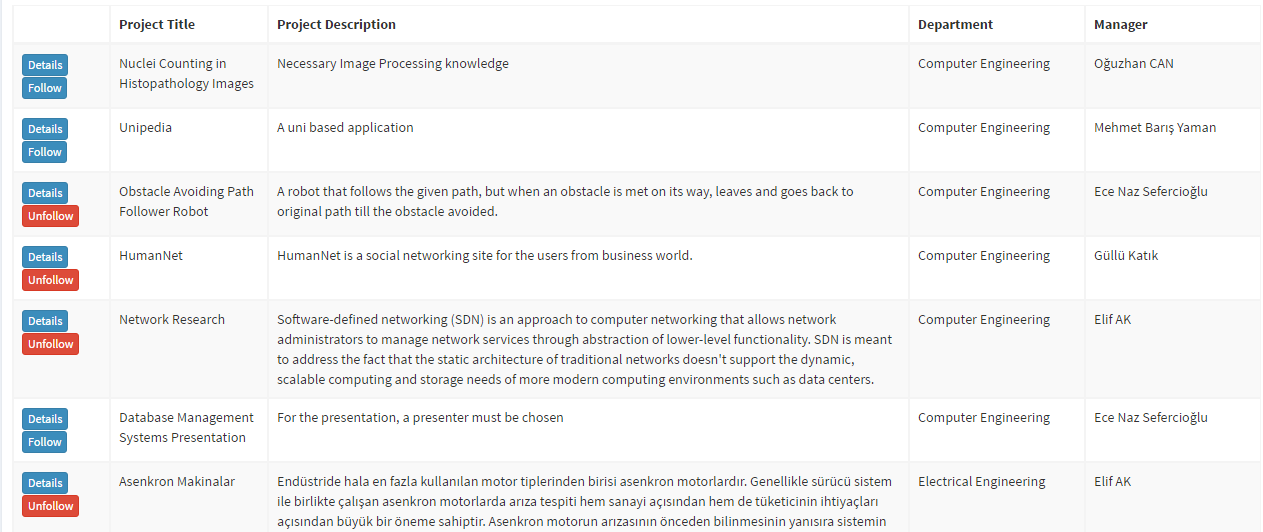 Project Title Project Description Department Manager
Details Nuclei Counting in Necessary Image Processing knowledge Computer Engineering Oğuzhan CAN
Follow Histopathology Images
Details Unipedia A uni based application Computer Engineering Mehmet Barış Yaman
Follow
Details Obstacle Avoiding Path A robot that follows the given path, but when an obstacle is met on its way, leaves and goes back to Computer Engineering Ece Naz Sefercioğlu
Unfollow Follower Robot original path till the obstacle avoided.
Details HumanNet HumanNet is a social networking site for the users from business world. Computer Engineering Güllü Katık
Unfollow
Details Network Research Software-defined networking (SDN) is an approach to computer networking that allows network Computer Engineering Elif AK
Unfollow administrators to manage network services through abstraction of lower-level functionality. SDN is meant
to address the fact that the static architecture of traditional networks doesn't support the dynamic,
scalable computing and storage needs of more modern computing environments such as data centers.
Details Database Management For the presentation, a presenter must be chosen Computer Engineering Ece Naz Sefercioğlu
Follow Systems Presentation
Details Asenkron Makinalar Endüstride hala en fazla kullanılan motor tiplerinden birisi asenkron motorlardır. Genellikle sürücü sistem Electrical Engineering Elif AK
Unfollow ile birlikte çalışan asenkron motorlarda arıza tespiti hem sanayi açısından hem de tüketicinin ihtiyaçları
açısından büyük bir öneme sahiptir. Asenkron motorun arızasının önceden bilinmesinin yanısıra sistemin